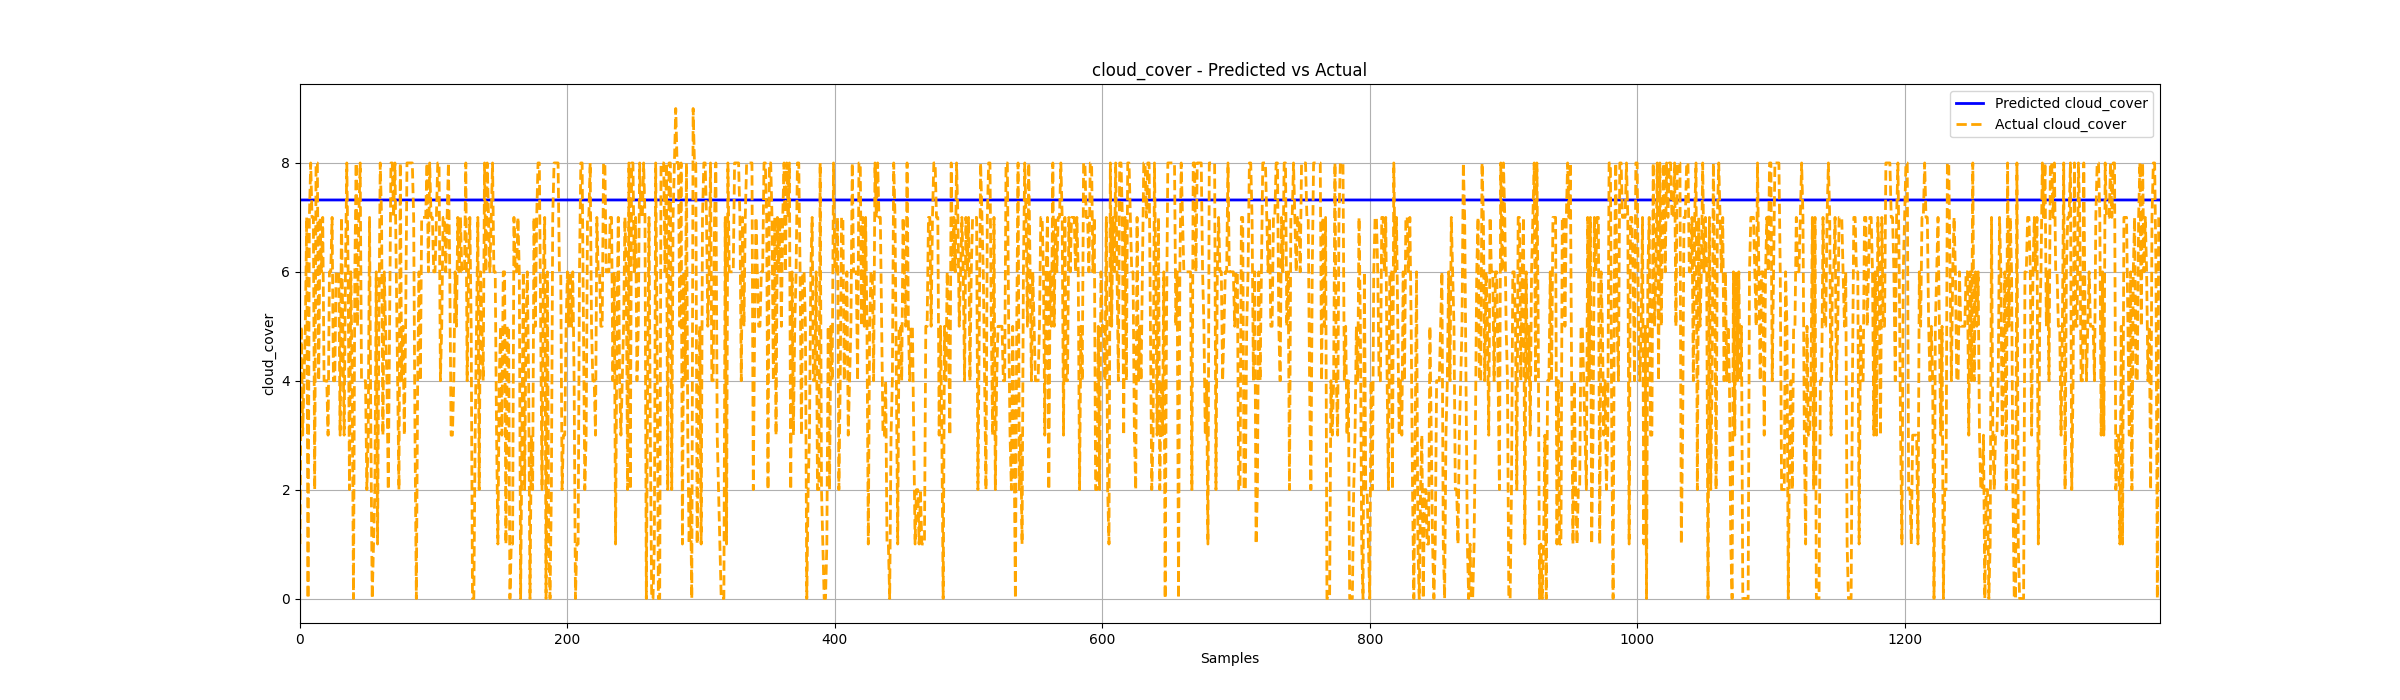 cloud_cover - Predicted vs Actual
Predicted cloud_cover
Actual cloud_cover
cloud_cover
8
6
4
2
0
0 200 400 600 800 1000 1200
Samples